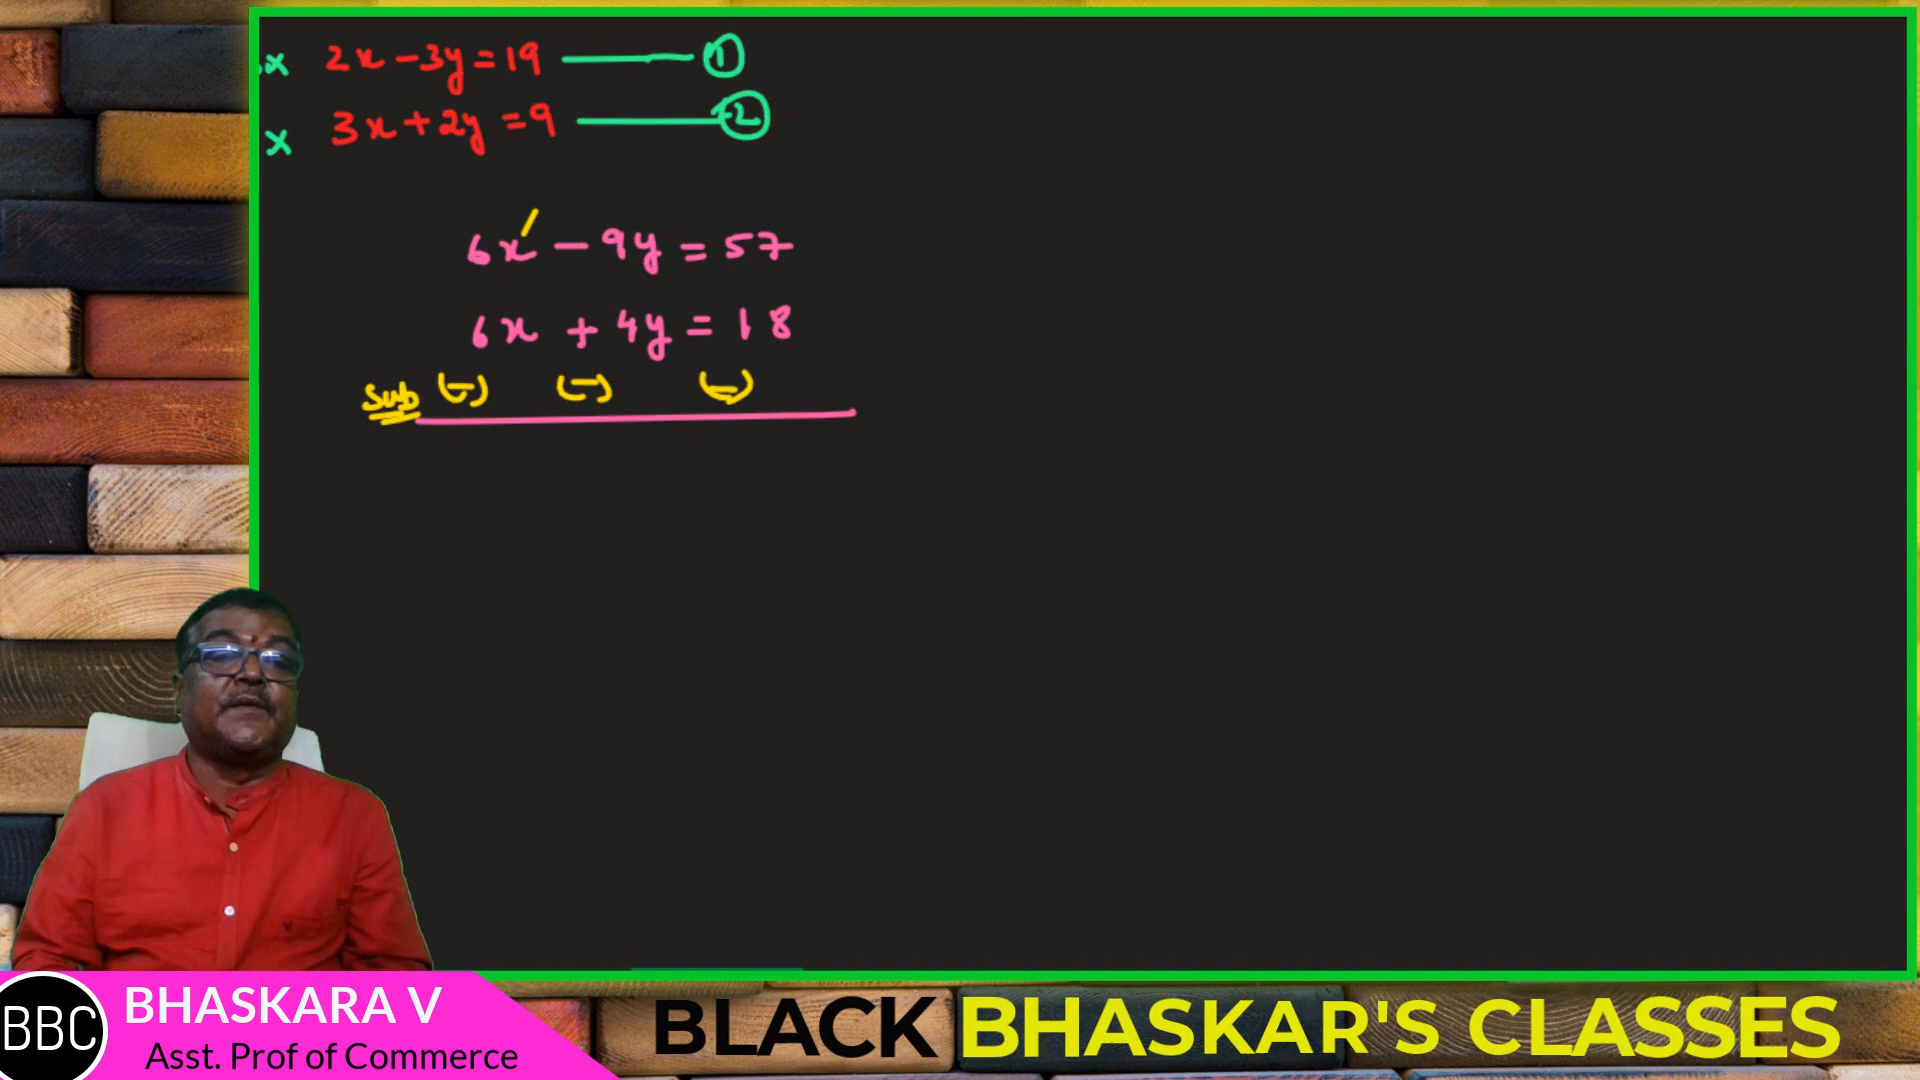 x 2x - 3y = 19 ——— ①
x 3x + 2y = 9 ——— ②
6x - 9y = 57
6x + 4y = 18
Sub (-) (-) (-)
BBC
BHASKARA V
Asst. Prof of Commerce
BLACK BHASKAR'S CLASSES